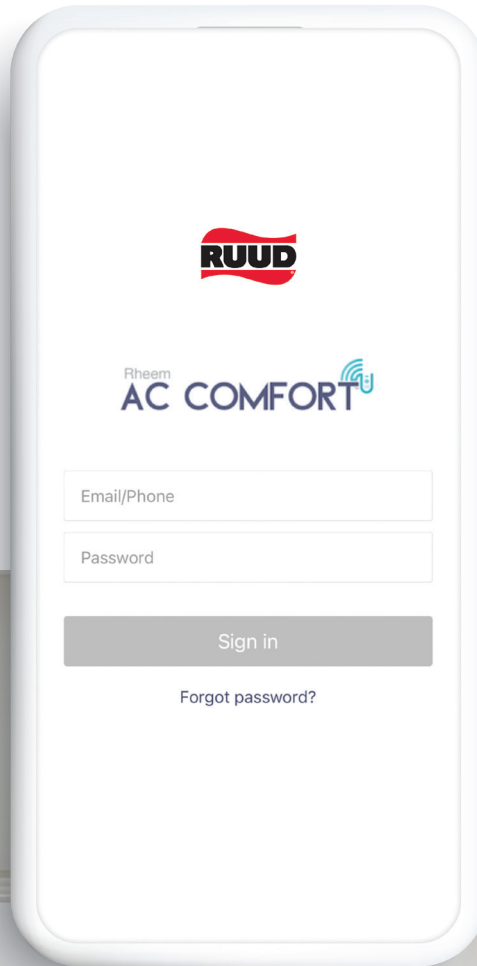 RUUD
Rheem
AC COMFORT
Email/Phone
Password
Sign in
Forgot password?